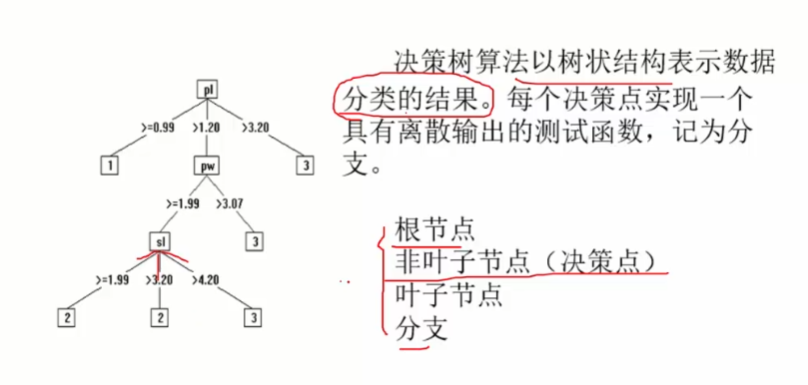 pl
>=0.99 >1.20 >3.20
1 pw 3
>=1.99 >3.07
sl 3
>=1.99 >3.20 >4.20
2 2 3
决策树算法以树状结构表示数据
分类的结果。每个决策点实现一个
具有离散输出的测试函数，记为分
支。
根节点
非叶子节点（决策点）
叶子节点
分支